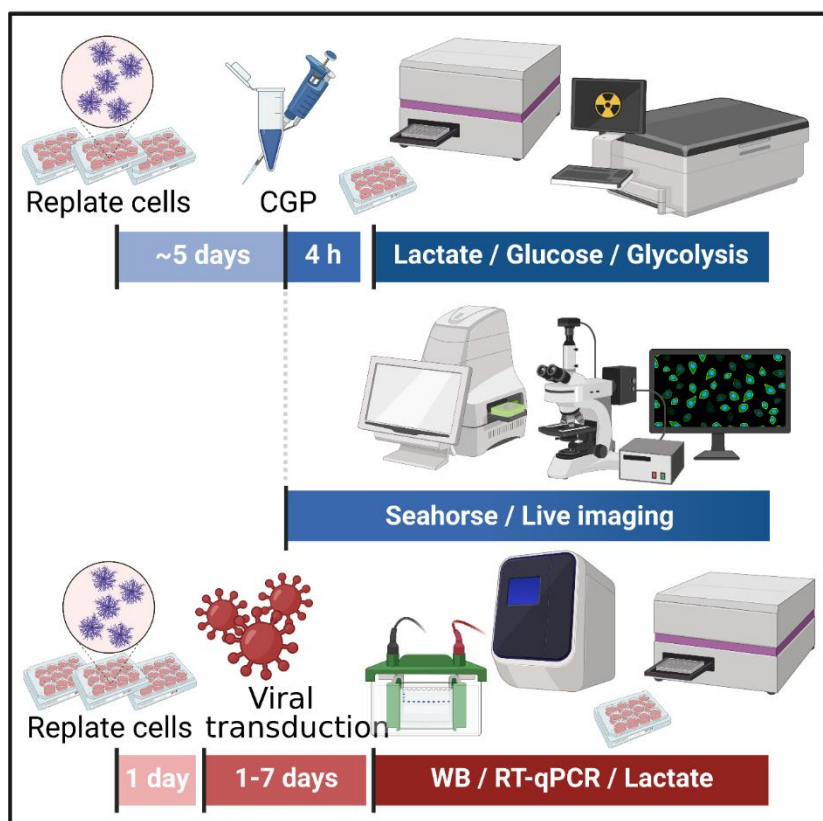 Replate cells
CGP
~5 days
4 h
Lactate / Glucose / Glycolysis
Seahorse / Live imaging
Replate cells
Viral
transduction
1 day
1-7 days
WB / RT-qPCR / Lactate